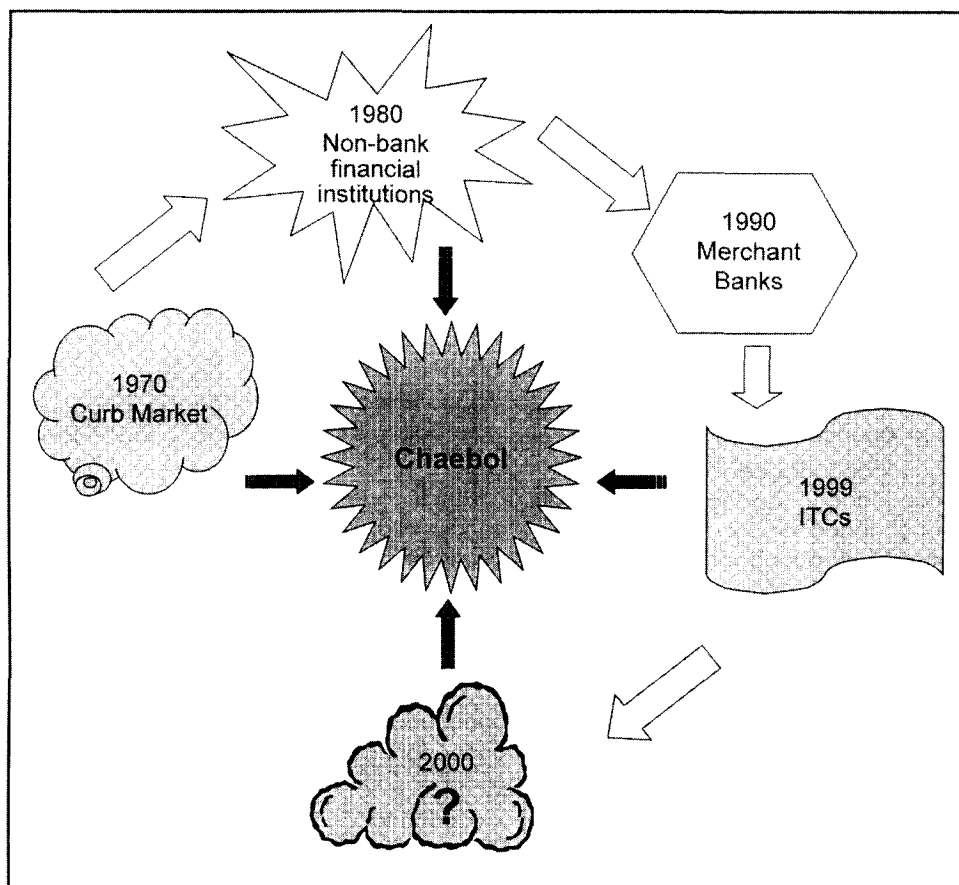 1980
Non-bank
financial
institutions
1990
Merchant
Banks
1970
Curb Market
Chaebol
1999
ITCs
2000
?